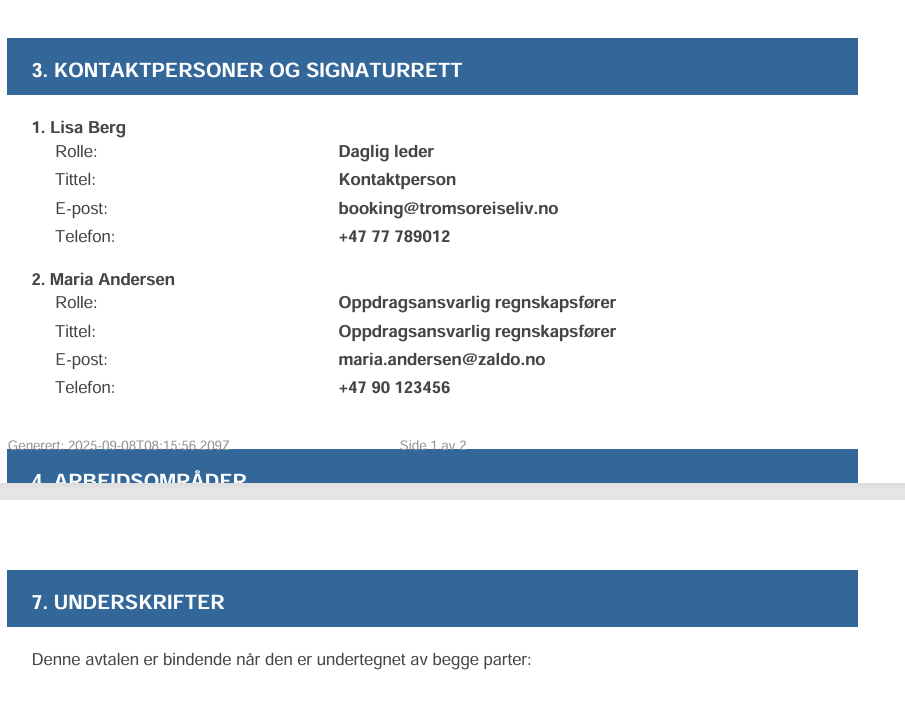 3. KONTAKTPERSONER OG SIGNATURRETT
1. Lisa Berg
Rolle: Daglig leder
Tittel: Kontaktperson
E-post: booking@tromsoreiseliv.no
Telefon: +47 77 789012
2. Maria Andersen
Rolle: Oppdragsansvarlig regnskapsfører
Tittel: Oppdragsansvarlig regnskapsfører
E-post: maria.andersen@zaldo.no
Telefon: +47 90 123456
Generert: 2025-09-08T08:15:56.209Z Side 1 av 2
4. ARBEIDSOMRÅDER
7. UNDERSKRIFTER
Denne avtalen er bindende når den er undertegnet av begge parter: